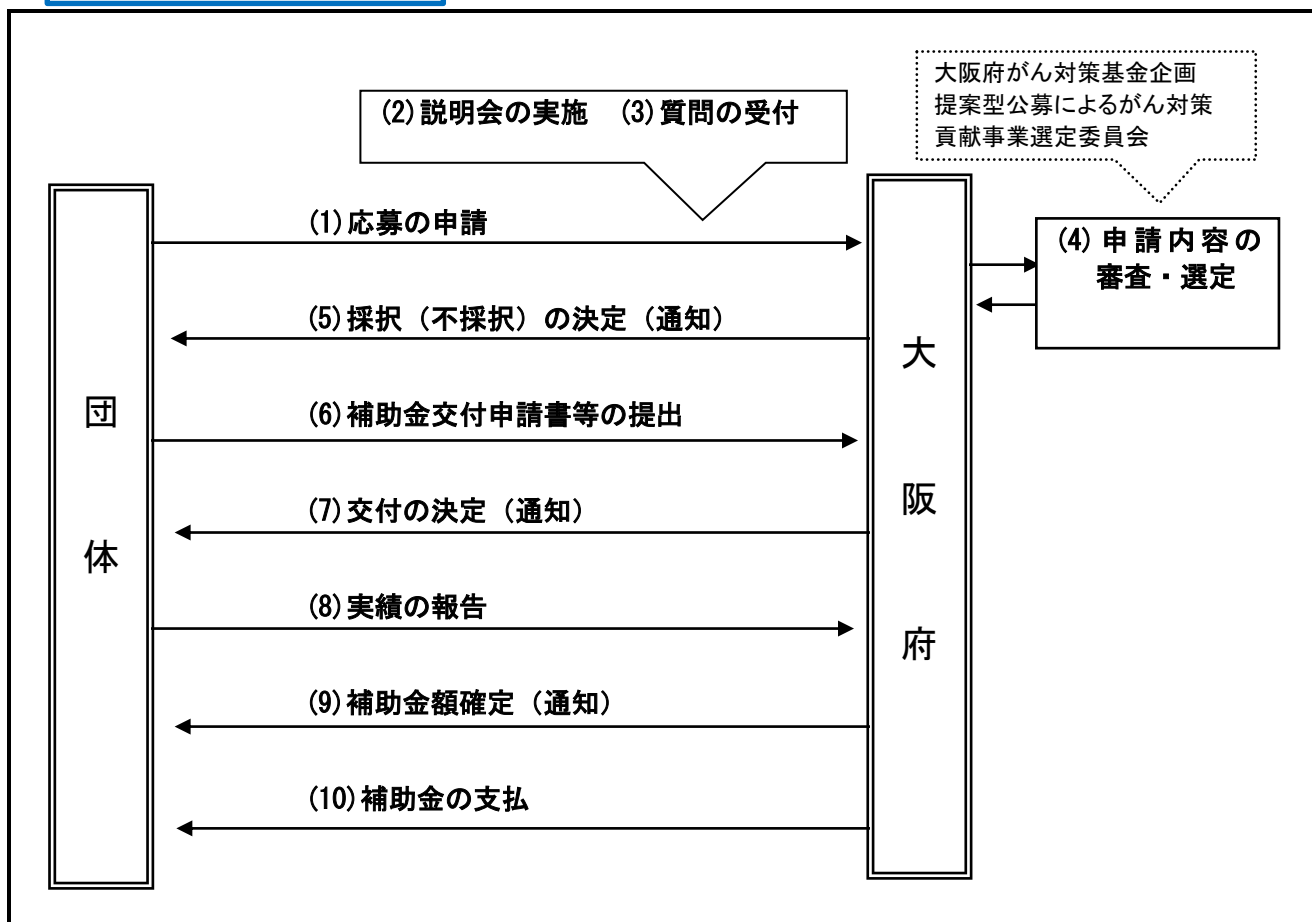 大阪府がん対策基金企画
提案型公募によるがん対策
貢献事業選定委員会
(2)説明会の実施 (3)質問の受付
(1)応募の申請
(4)申請内容の
審査・選定
(5)採択（不採択）の決定（通知）
(6)補助金交付申請書等の提出
(7)交付の決定（通知）
(8)実績の報告
(9)補助金額確定（通知）
(10)補助金の支払
団体
大阪府